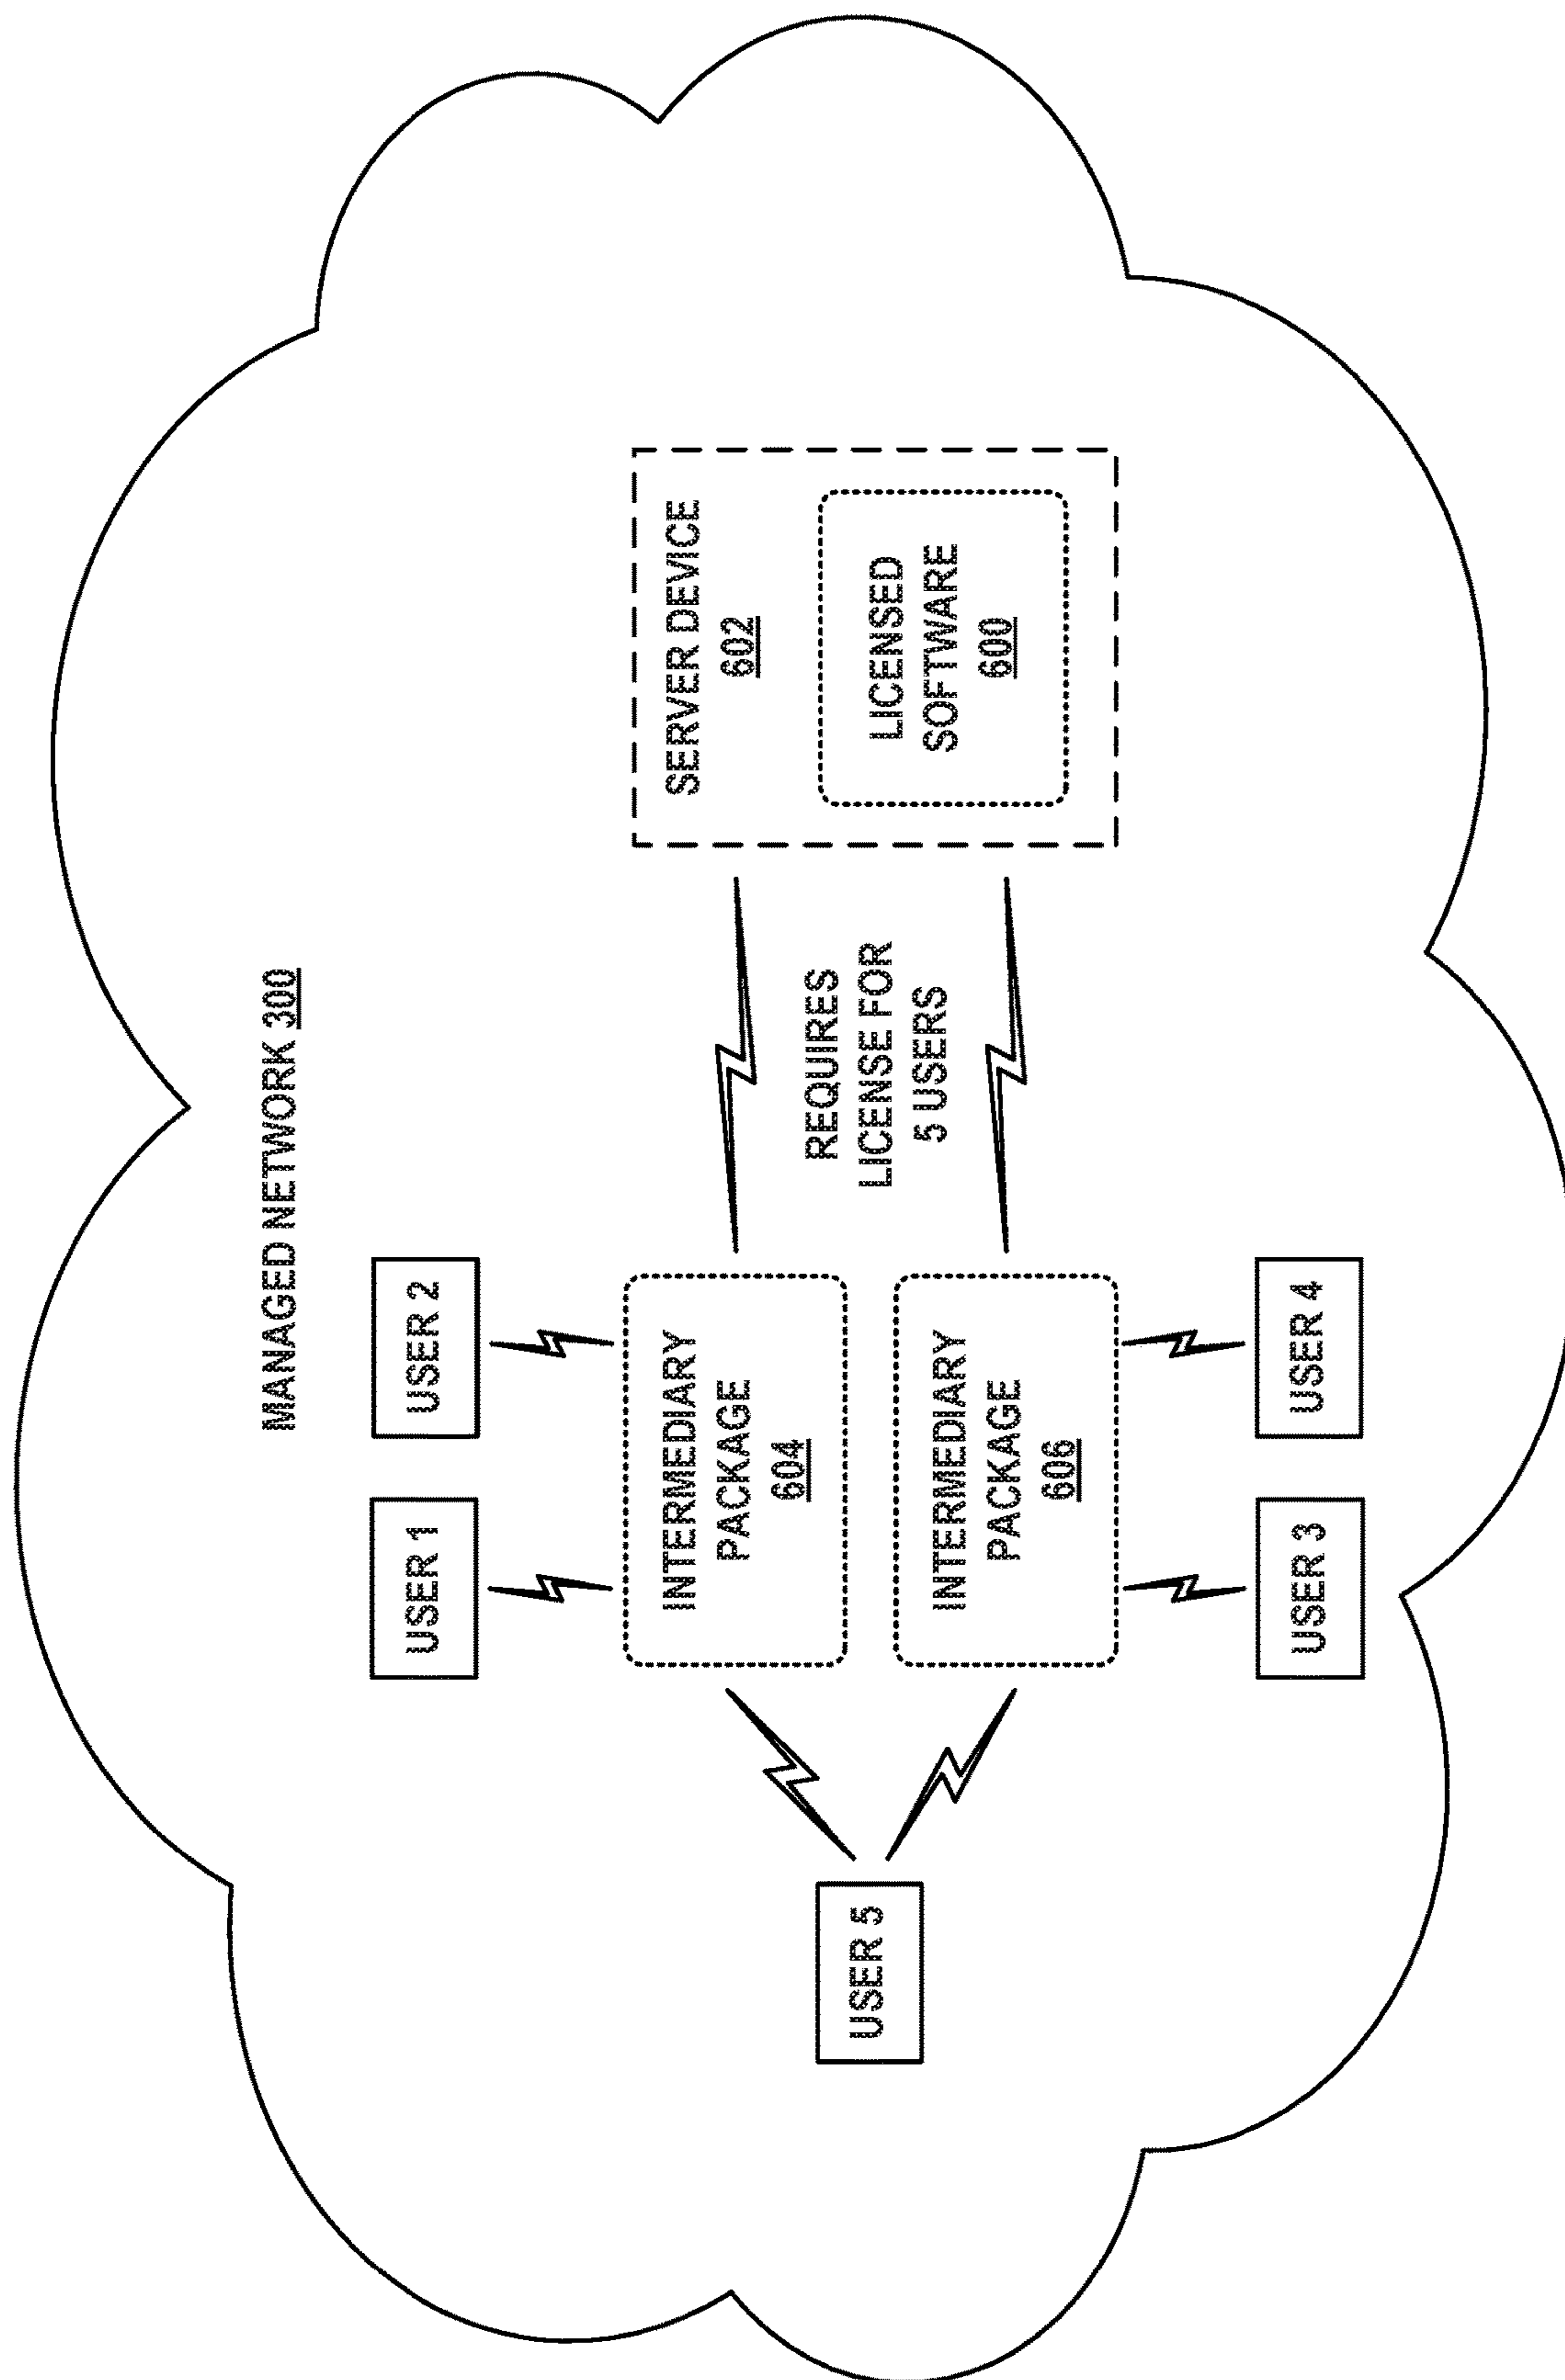 MANAGED NETWORK 300
USER 1
USER 2
USER 5
INTERMEDIARY
PACKAGE
604
INTERMEDIARY
PACKAGE
606
REQUIRES
LICENSE FOR
5 USERS
SERVER DEVICE
602
LICENSED
SOFTWARE
600
USER 3
USER 4